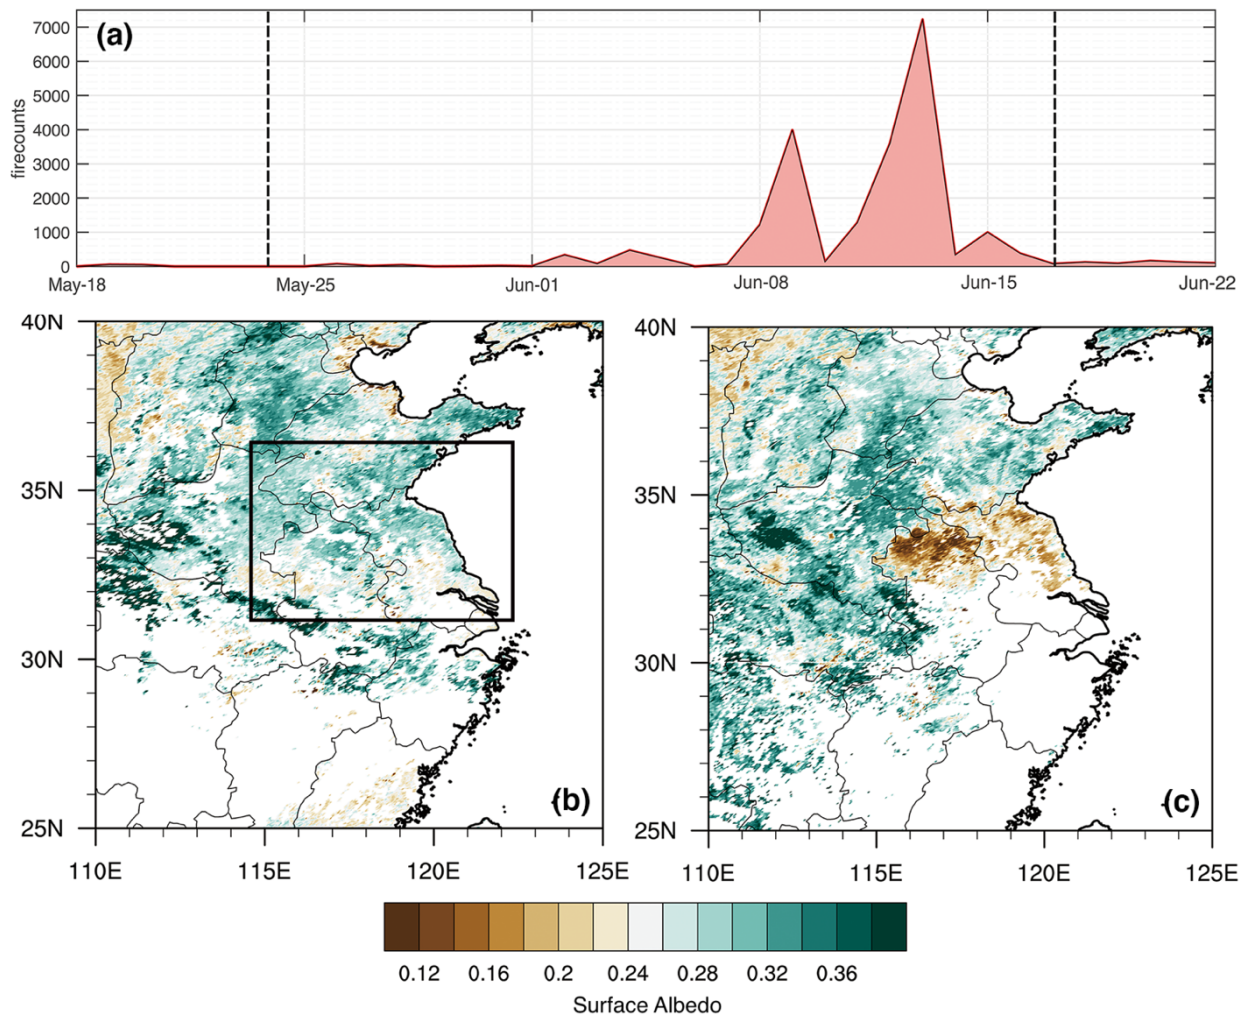 (a)
firecounts
7000
6000
5000
4000
3000
2000
1000
0
May-18 May-25 Jun-01 Jun-08 Jun-15 Jun-22
40N
35N
30N
25N
110E 115E 120E 125E
(b)
40N
35N
30N
25N
110E 115E 120E 125E
(c)
0.12 0.16 0.2 0.24 0.28 0.32 0.36
Surface Albedo